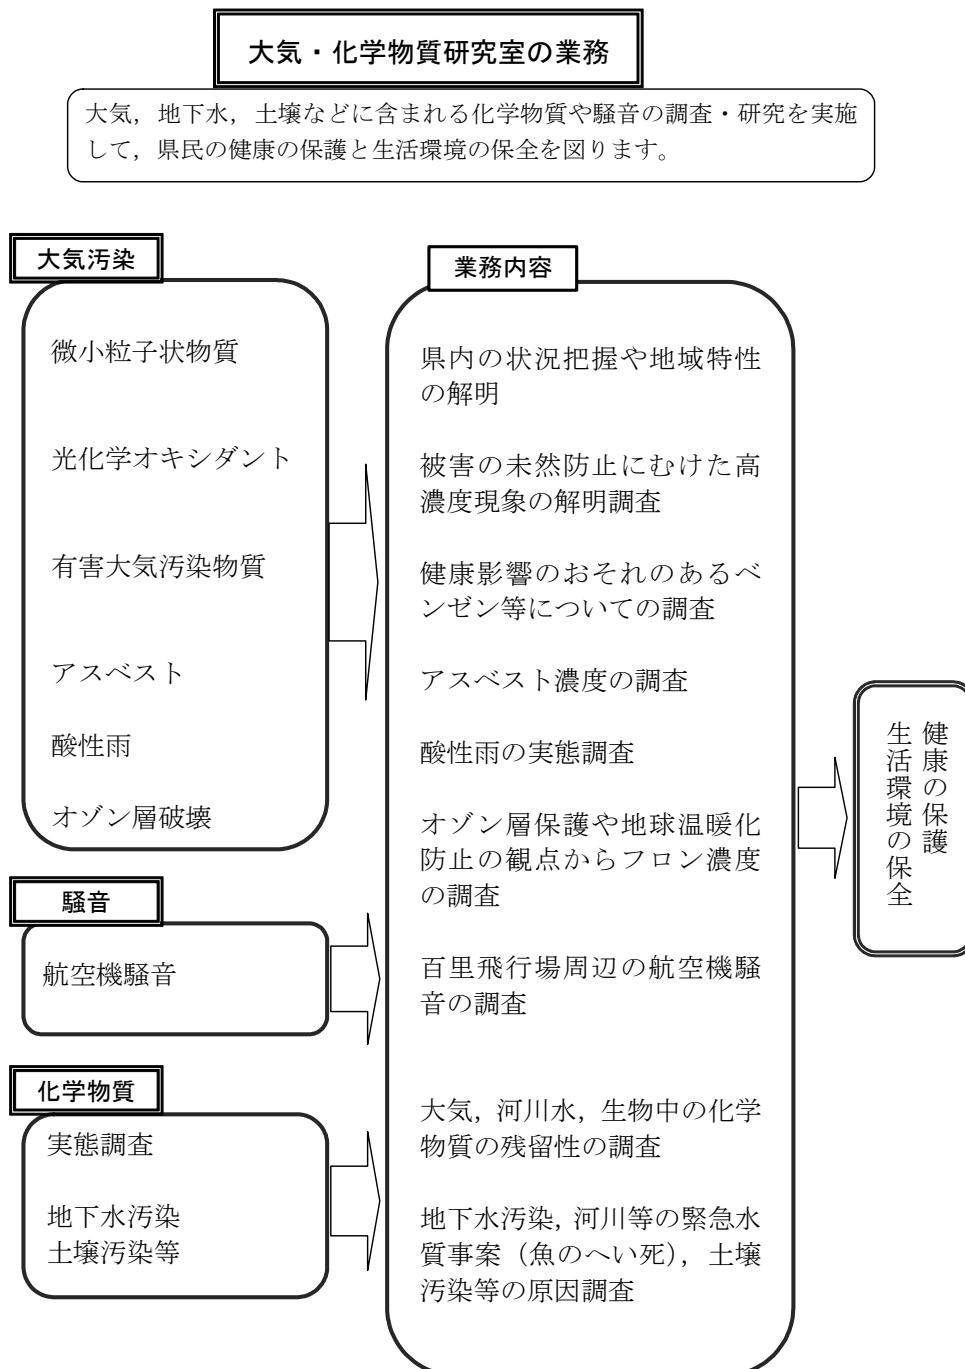 大気・化学物質研究室の業務
大気，地下水，土壌などに含まれる化学物質や騒音の調査・研究を実施
して，県民の健康の保護と生活環境の保全を図ります。
大気汚染
微小粒子状物質
光化学オキシダント
有害大気汚染物質
アスベスト
酸性雨
オゾン層破壊
騒音
航空機騒音
化学物質
実態調査
地下水汚染
土壌汚染等
業務内容
県内の状況把握や地域特性
の解明
被害の未然防止にむけた高
濃度現象の解明調査
健康影響のおそれのあるベ
ンゼン等についての調査
アスベスト濃度の調査
酸性雨の実態調査
オゾン層保護や地球温暖化
防止の観点からフロン濃度
の調査
百里飛行場周辺の航空機騒
音の調査
大気，河川水，生物中の化学
物質の残留性の調査
地下水汚染，河川等の緊急水
質事案（魚のへい死），土壌
汚染等の原因調査
健康の保護
生活環境の保全